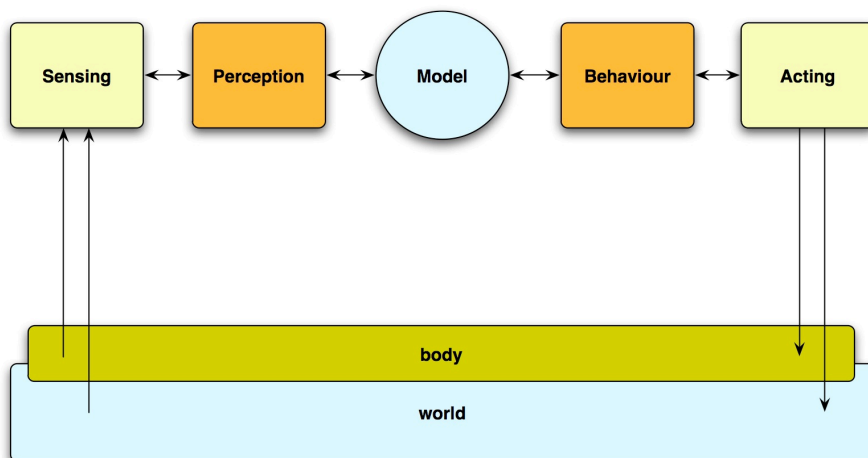 Sensing
Perception
Model
Behaviour
Acting
body
world